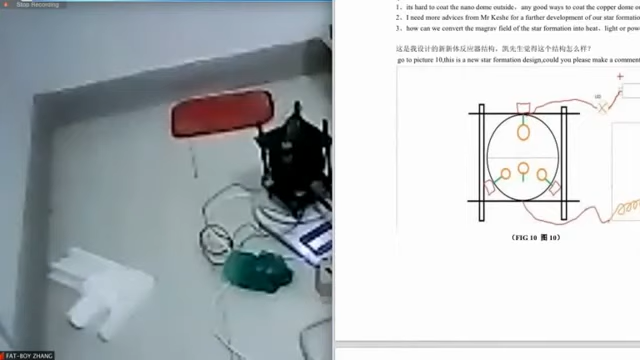 Stop Recording
1、its hard to coat the nano dome outside、any good ways to coat the copper dome
2、I need more advices from Mr Keshe for a further development of our star formation
3、how can we convert the magrav field of the star formation into heat、light or
这是我设计的新新体反应器结构，凯先生觉得这个结构怎么样?
go to picture 10,this is a new star formation design,could you please make a comment
+
(FIG 10 图 10)
FAT-BOY ZHANG